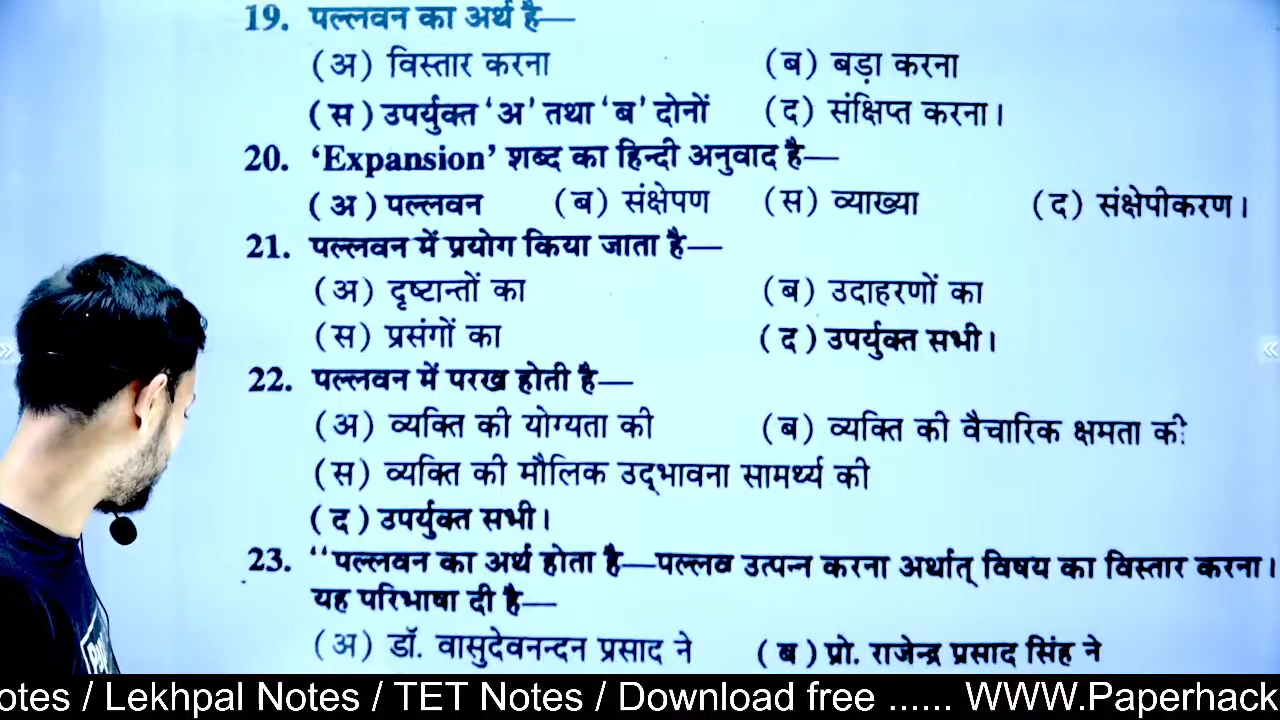 19. पल्लवन का अर्थ है—
(अ) विस्तार करना (ब) बड़ा करना
(स) उपर्युक्त 'अ' तथा 'ब' दोनों (द) संक्षिप्त करना।
20. 'Expansion' शब्द का हिन्दी अनुवाद है—
(अ) पल्लवन (ब) संक्षेपण (स) व्याख्या (द) संक्षेपीकरण।
21. पल्लवन में प्रयोग किया जाता है—
(अ) दृष्टान्तों का (ब) उदाहरणों का
(स) प्रसंगों का (द) उपर्युक्त सभी।
22. पल्लवन में परख होती है—
(अ) व्यक्ति की योग्यता की (ब) व्यक्ति की वैचारिक क्षमता की
(स) व्यक्ति की मौलिक उद्‌भावना सामर्थ्य की
(द) उपर्युक्त सभी।
23. "पल्लवन का अर्थ होता है—पल्लव उत्पन्न करना अर्थात् विषय का विस्तार करना।
यह परिभाषा दी है—
(अ) डॉ. वासुदेवनन्दन प्रसाद ने (ब) प्रो. राजेन्द्र प्रसाद सिंह ने
otes / Lekhpal Notes / TET Notes / Download free ...... WWW.Paperhack